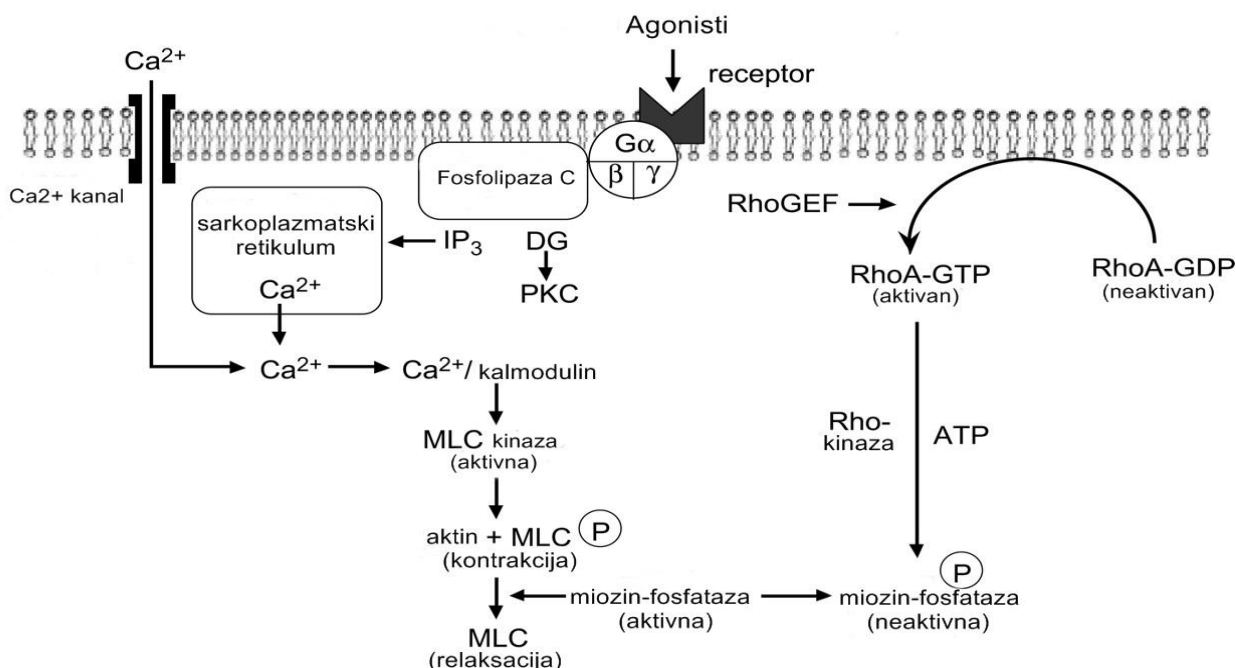 Agonisti
Ca2+
receptor
Gα
β γ
Fosfolipaza C
Ca2+ kanal
RhoGEF
sarkoplazmatski
retikulum
IP3
DG
Ca2+
PKC
RhoA-GTP
(aktivan)
RhoA-GDP
(neaktivan)
Ca2+
Ca2+/ kalmodulin
MLC kinaza
(aktivna)
Rho-
kinaza
ATP
aktin + MLC P
(kontrakcija)
P
miozin-fosfataza
(aktivna)
miozin-fosfataza
(neaktivna)
MLC
(relaksacija)